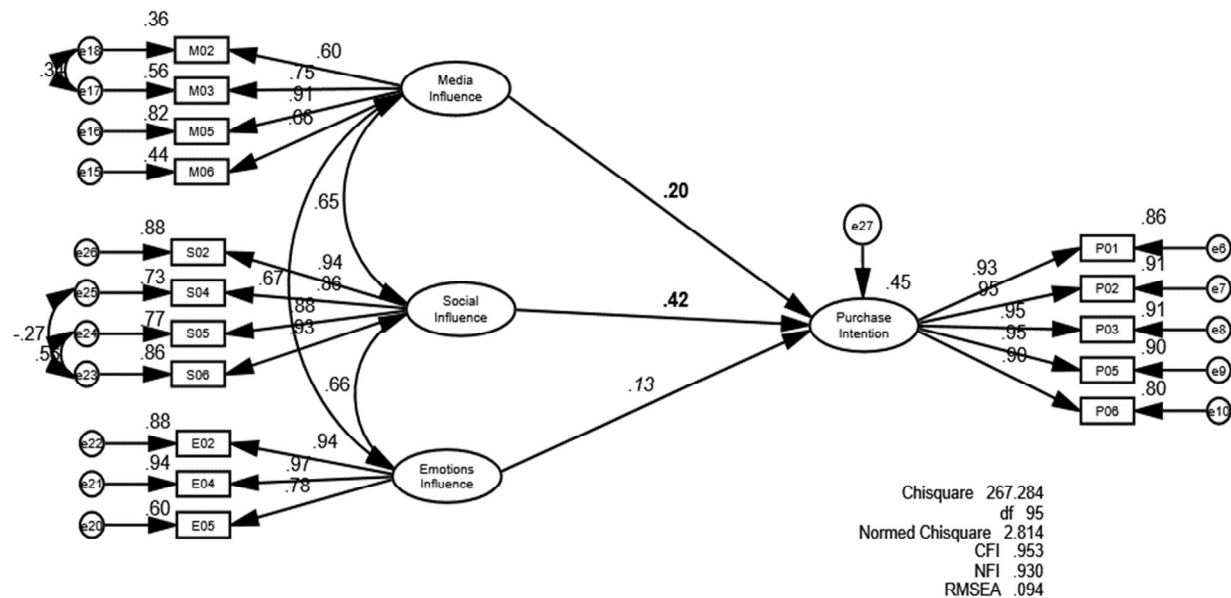 .36
e18
M02
.60
.34
.56
.75
e17
M03
.91
.82
e16
M05
.66
.44
e15
M06
Media
Influence
.20
.65
.88
e26
S02
.94
.73
.67
.86
e25
S04
.88
-.27
.77
e24
S05
.93
.55
.86
e23
S06
Social
Influence
.42
.66
.88
e22
E02
.94
.94
.97
e21
E04
.78
.60
e20
E05
Emotions
Influence
.13
e27
.45
Purchase
Intention
.93
.86
P01
e6
.95
.91
P02
e7
.95
.91
P03
e8
.95
.90
P05
e9
.90
.80
P06
e10
Chisquare 267.284
df 95
Normed Chisquare 2.814
CFI .953
NFI .930
RMSEA .094